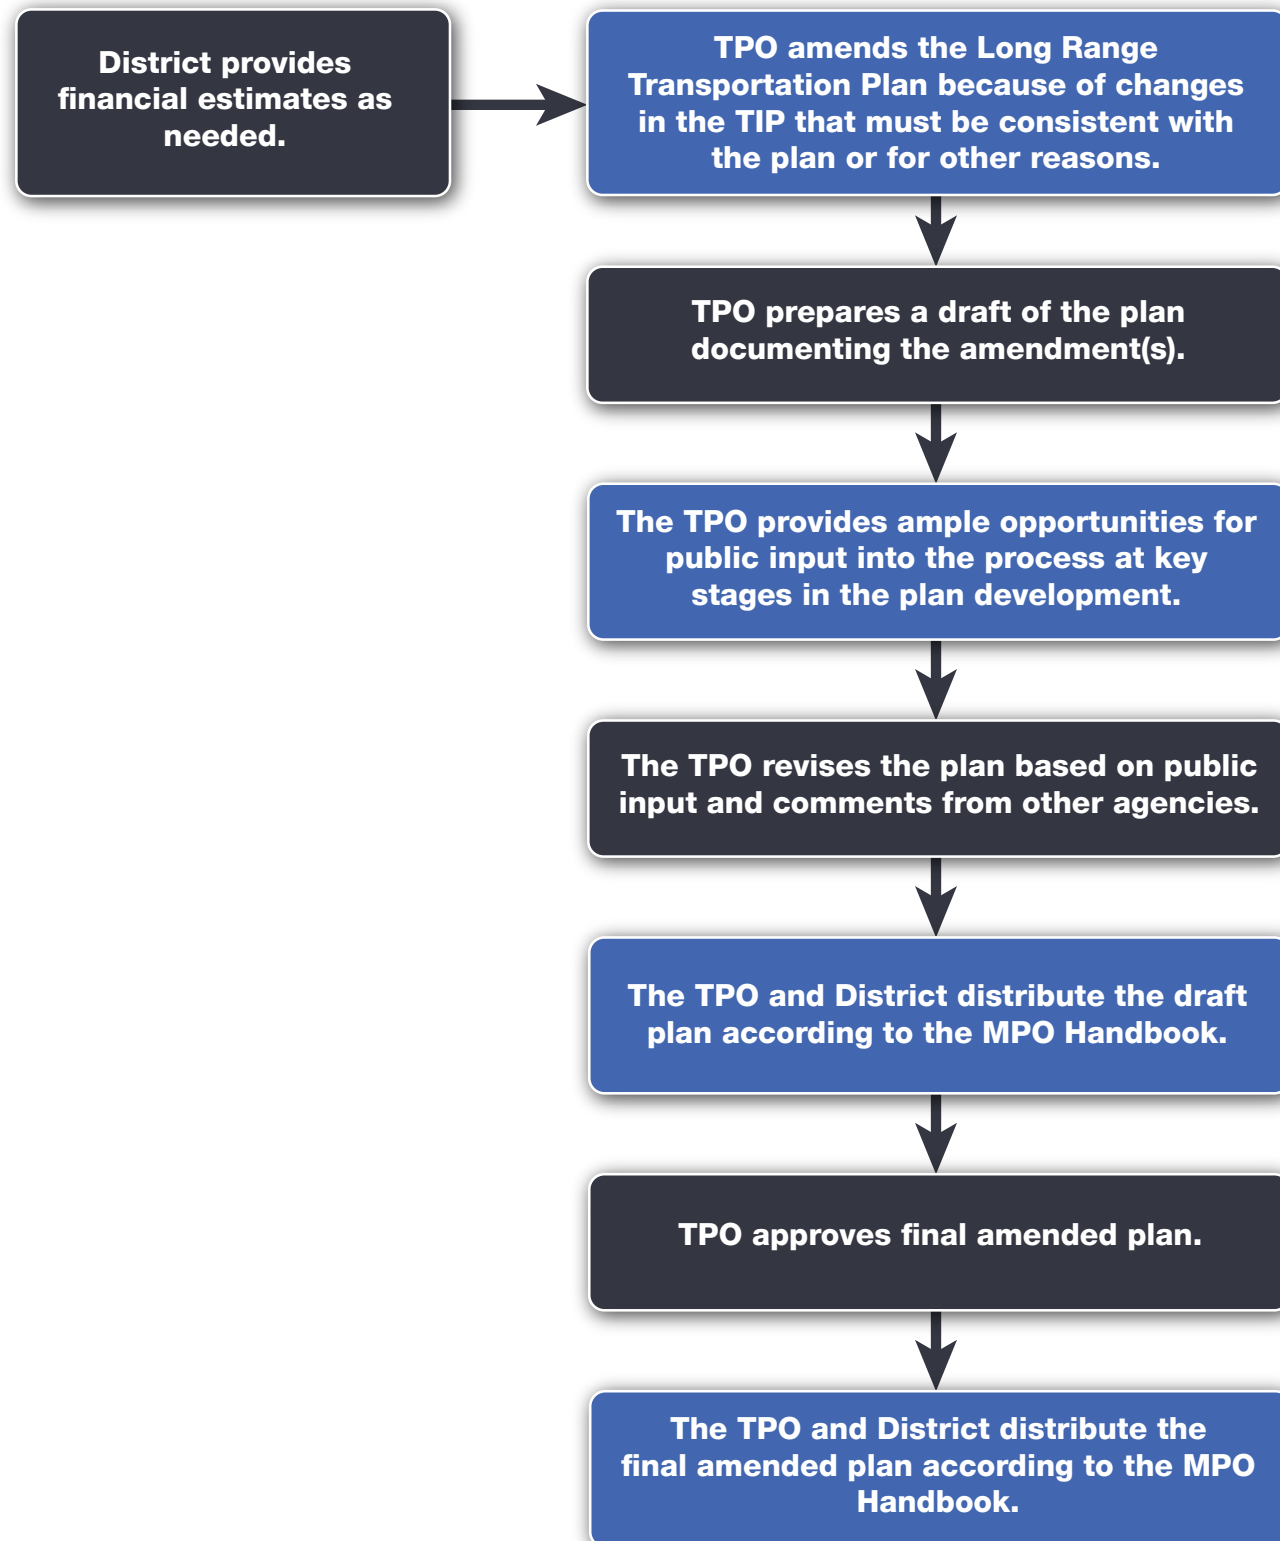 District provides
financial estimates as
needed.
TPO amends the Long Range
Transportation Plan because of changes
in the TIP that must be consistent with
the plan or for other reasons.
TPO prepares a draft of the plan
documenting the amendment(s).
The TPO provides ample opportunities for
public input into the process at key
stages in the plan development.
The TPO revises the plan based on public
input and comments from other agencies.
The TPO and District distribute the draft
plan according to the MPO Handbook.
TPO approves final amended plan.
The TPO and District distribute the
final amended plan according to the MPO
Handbook.